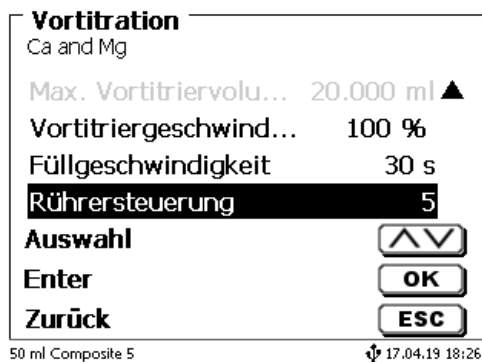 Vortitration
Ca and Mg
Max. Vortitriervolu... 20.000 ml
Vortitriergeschwind... 100 %
Füllgeschwindigkeit 30 s
Rührersteuerung 5
Auswahl
Enter OK
Zurück ESC
50 ml Composite 5 17.04.19 18:26